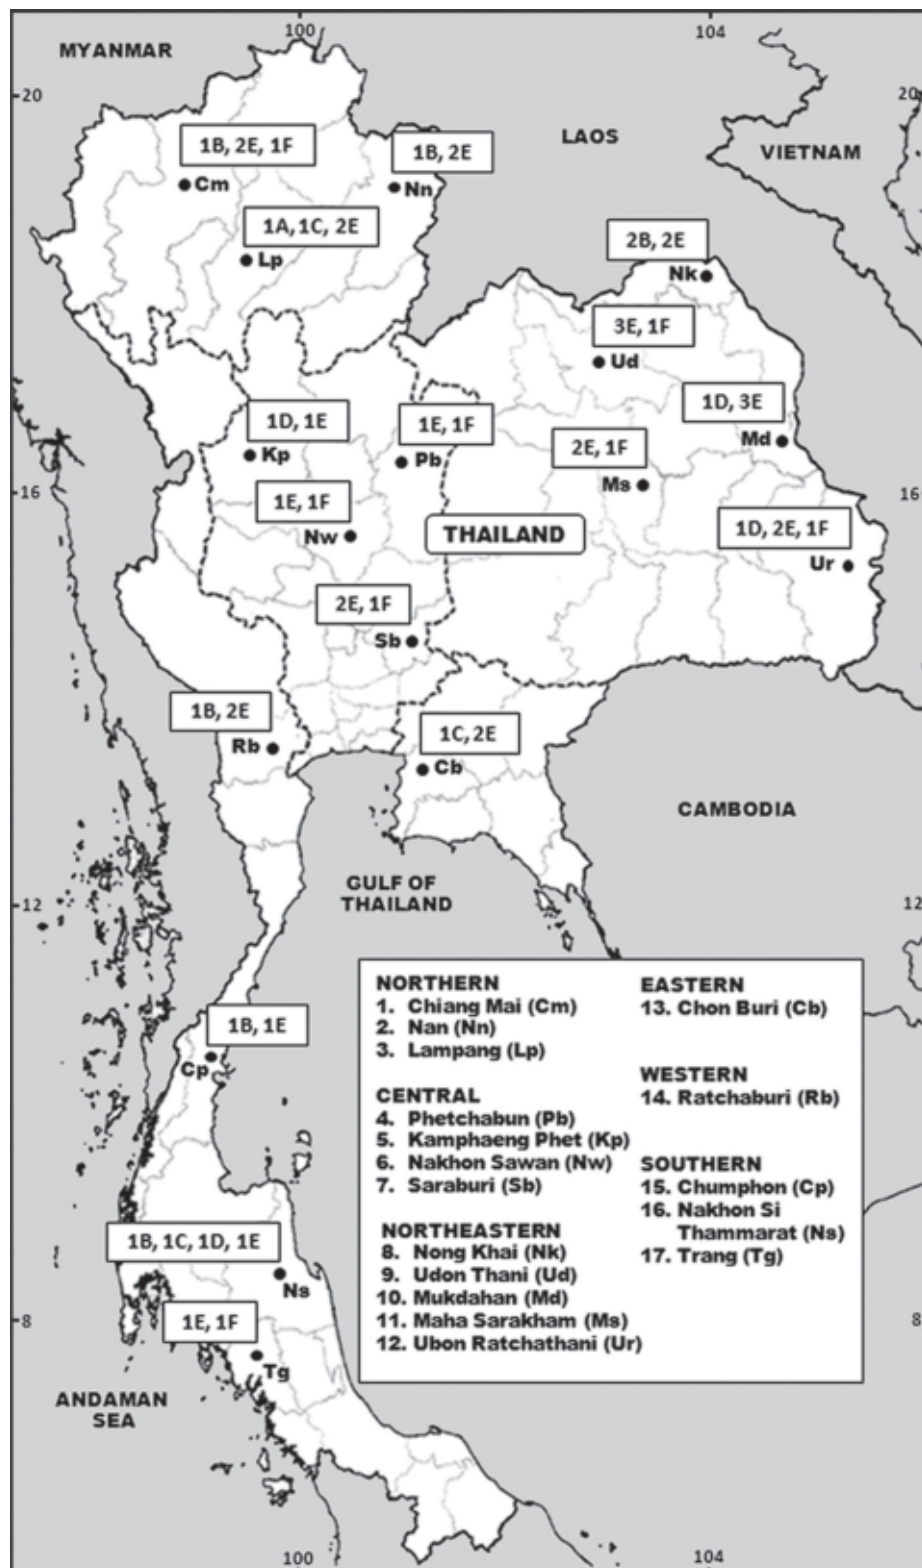 100
104
MYANMAR
20
20
LAOS
VIETNAM
1B, 2E, 1F
Cm
1B, 2E
Nn
1A, 1C, 2E
Lp
2B, 2E
Nk
3E, 1F
Ud
1D, 3E
Md
1D, 1E
Kp
1E, 1F
Pb
2E, 1F
Ms
16
16
1E, 1F
Nw
THAILAND
1D, 2E, 1F
Ur
2E, 1F
Sb
1B, 2E
Rb
1C, 2E
Cb
CAMBODIA
GULF OF
THAILAND
12
12
1B, 1E
Cp
NORTHERN
1. Chiang Mai (Cm)
2. Nan (Nn)
3. Lampang (Lp)
CENTRAL
4. Phetchabun (Pb)
5. Kamphaeng Phet (Kp)
6. Nakhon Sawan (Nw)
7. Saraburi (Sb)
NORTHEASTERN
8. Nong Khai (Nk)
9. Udon Thani (Ud)
10. Mukdahan (Md)
11. Maha Sarakham (Ms)
12. Ubon Ratchathani (Ur)
EASTERN
13. Chon Buri (Cb)
WESTERN
14. Ratchaburi (Rb)
SOUTHERN
15. Chumphon (Cp)
16. Nakhon Si
Thammarat (Ns)
17. Trang (Tg)
1B, 1C, 1D, 1E
Ns
1E, 1F
Tg
8
8
ANDAMAN
SEA
100
104